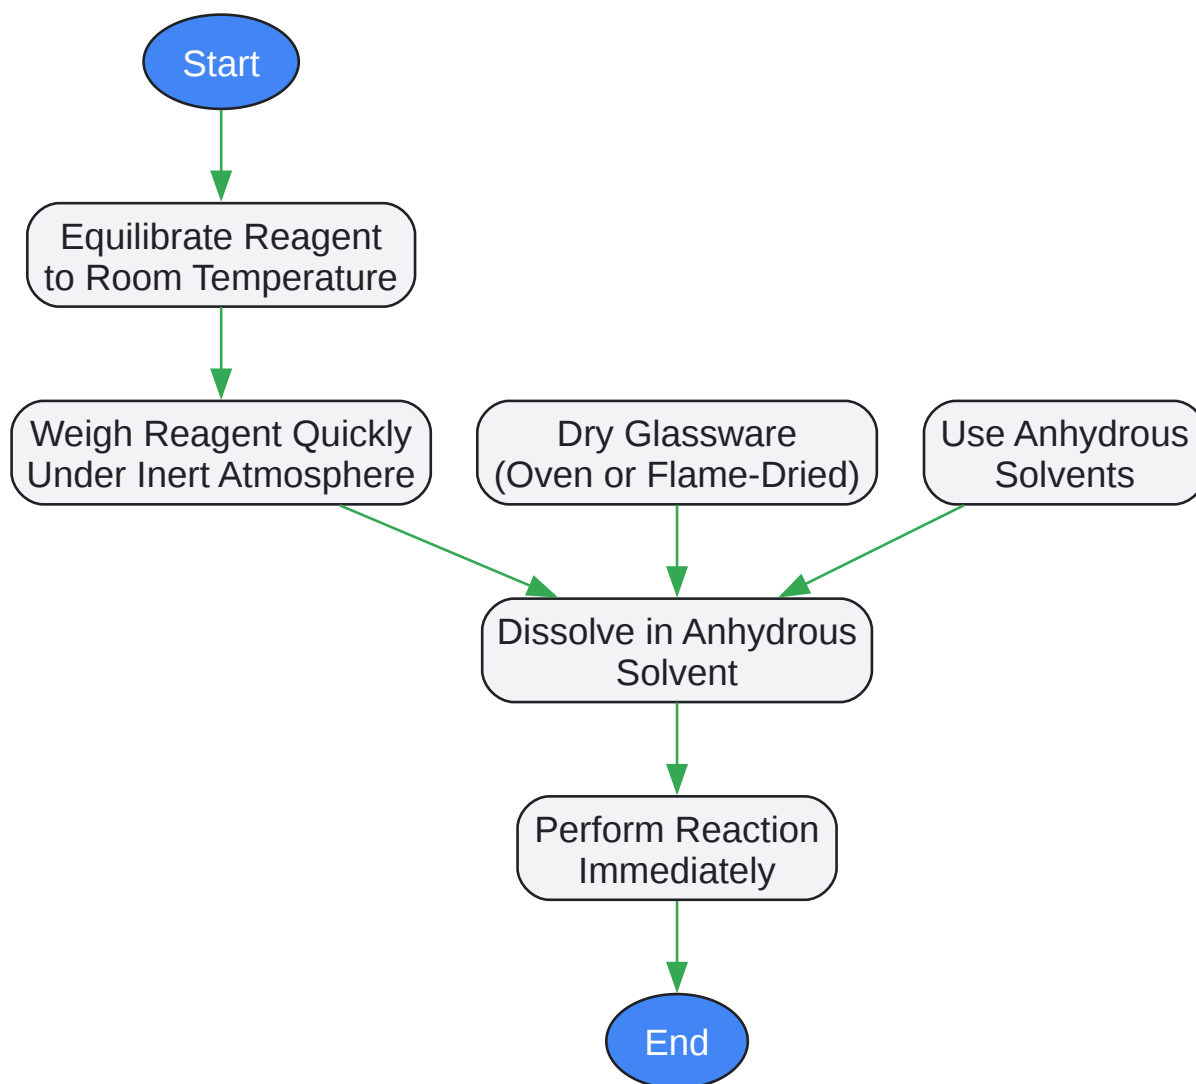 Start
Equilibrate Reagent
to Room Temperature
Weigh Reagent Quickly
Under Inert Atmosphere
Dry Glassware
(Oven or Flame-Dried)
Use Anhydrous
Solvents
Dissolve in Anhydrous
Solvent
Perform Reaction
Immediately
End